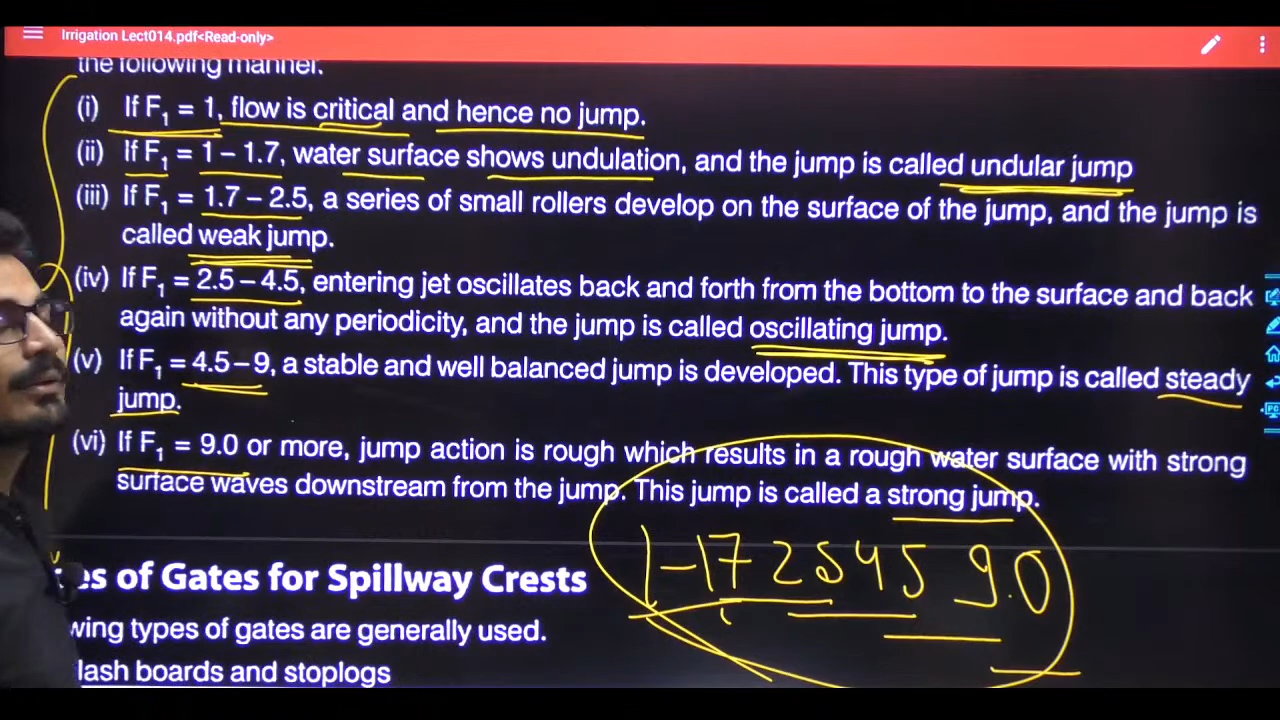 Irrigation Lect014.pdf<Read-only>
the following manner.
(i) If F1 = 1, flow is critical and hence no jump.
(ii) If F1 = 1 – 1.7, water surface shows undulation, and the jump is called undular jump
(iii) If F1 = 1.7 – 2.5, a series of small rollers develop on the surface of the jump, and the jump is
called weak jump.
(iv) If F1 = 2.5 – 4.5, entering jet oscillates back and forth from the bottom to the surface and back
again without any periodicity, and the jump is called oscillating jump.
(v) If F1 = 4.5 – 9, a stable and well balanced jump is developed. This type of jump is called steady
jump.
(vi) If F1 = 9.0 or more, jump action is rough which results in a rough water surface with strong
surface waves downstream from the jump. This jump is called a strong jump.
1–17 25 45 9.0
es of Gates for Spillway Crests
wing types of gates are generally used.
lash boards and stoplogs